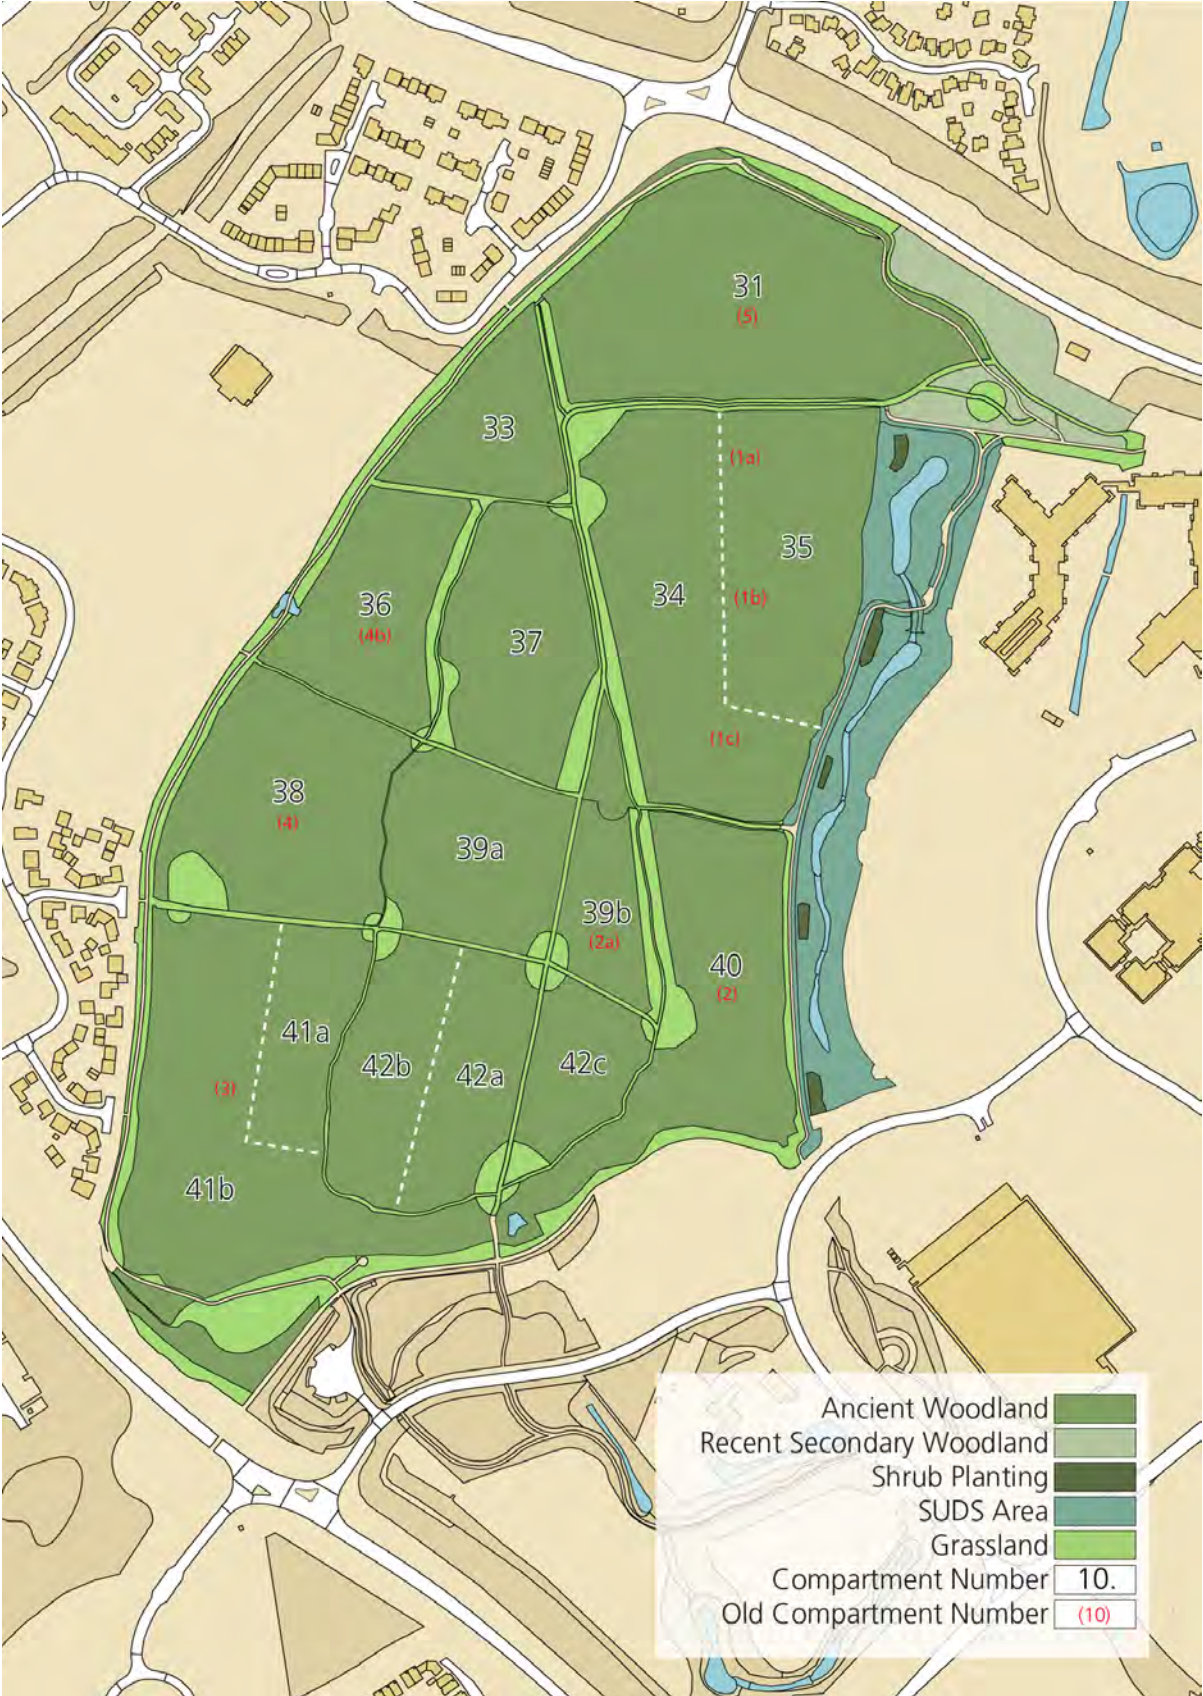 31
(5)
33
(1a)
35
34
(1b)
36
(4b)
37
(1c)
38
(4)
39a
39b
(2a)
40
(2)
41a
42b
42a
42c
(3)
41b
Ancient Woodland
Recent Secondary Woodland
Shrub Planting
SUDS Area
Grassland
Compartment Number 10.
Old Compartment Number (10)